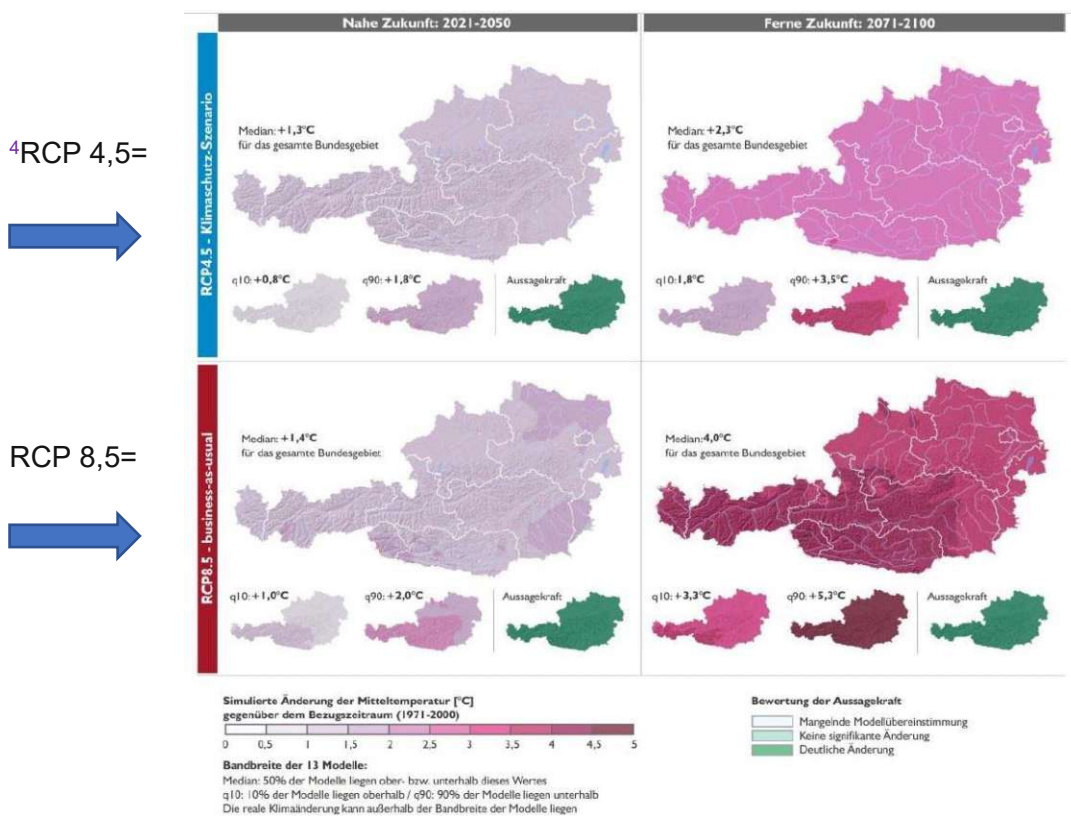 Nahe Zukunft: 2021-2050
Ferne Zukunft: 2071-2100
⁴RCP 4,5=
RCP4.5 - Klimaschutz-Szenario
Median: +1,3°C
für das gesamte Bundesgebiet
q10: +0,8°C
q90: +1,8°C
Aussagekraft
Median: +2,3°C
für das gesamte Bundesgebiet
q10: 1,8°C
q90: +3,5°C
Aussagekraft
RCP 8,5=
RCP8.5 - business-as-usual
Median: +1,4°C
für das gesamte Bundesgebiet
q10: +1,0°C
q90: +2,0°C
Aussagekraft
Median: 4,0°C
für das gesamte Bundesgebiet
q10: +3,3°C
q90: +5,3°C
Aussagekraft
Simulierte Änderung der Mitteltemperatur [°C]
gegenüber dem Bezugszeitraum (1971-2000)
0 0,5 1 1,5 2 2,5 3 3,5 4 4,5 5
Bandbreite der 13 Modelle:
Median: 50% der Modelle liegen ober- bzw. unterhalb dieses Wertes
q10: 10% der Modelle liegen oberhalb / q90: 90% der Modelle liegen unterhalb
Die reale Klimaänderung kann außerhalb der Bandbreite der Modelle liegen
Bewertung der Aussagekraft
Mangelnde Modellübereinstimmung
Keine signifikante Änderung
Deutliche Änderung